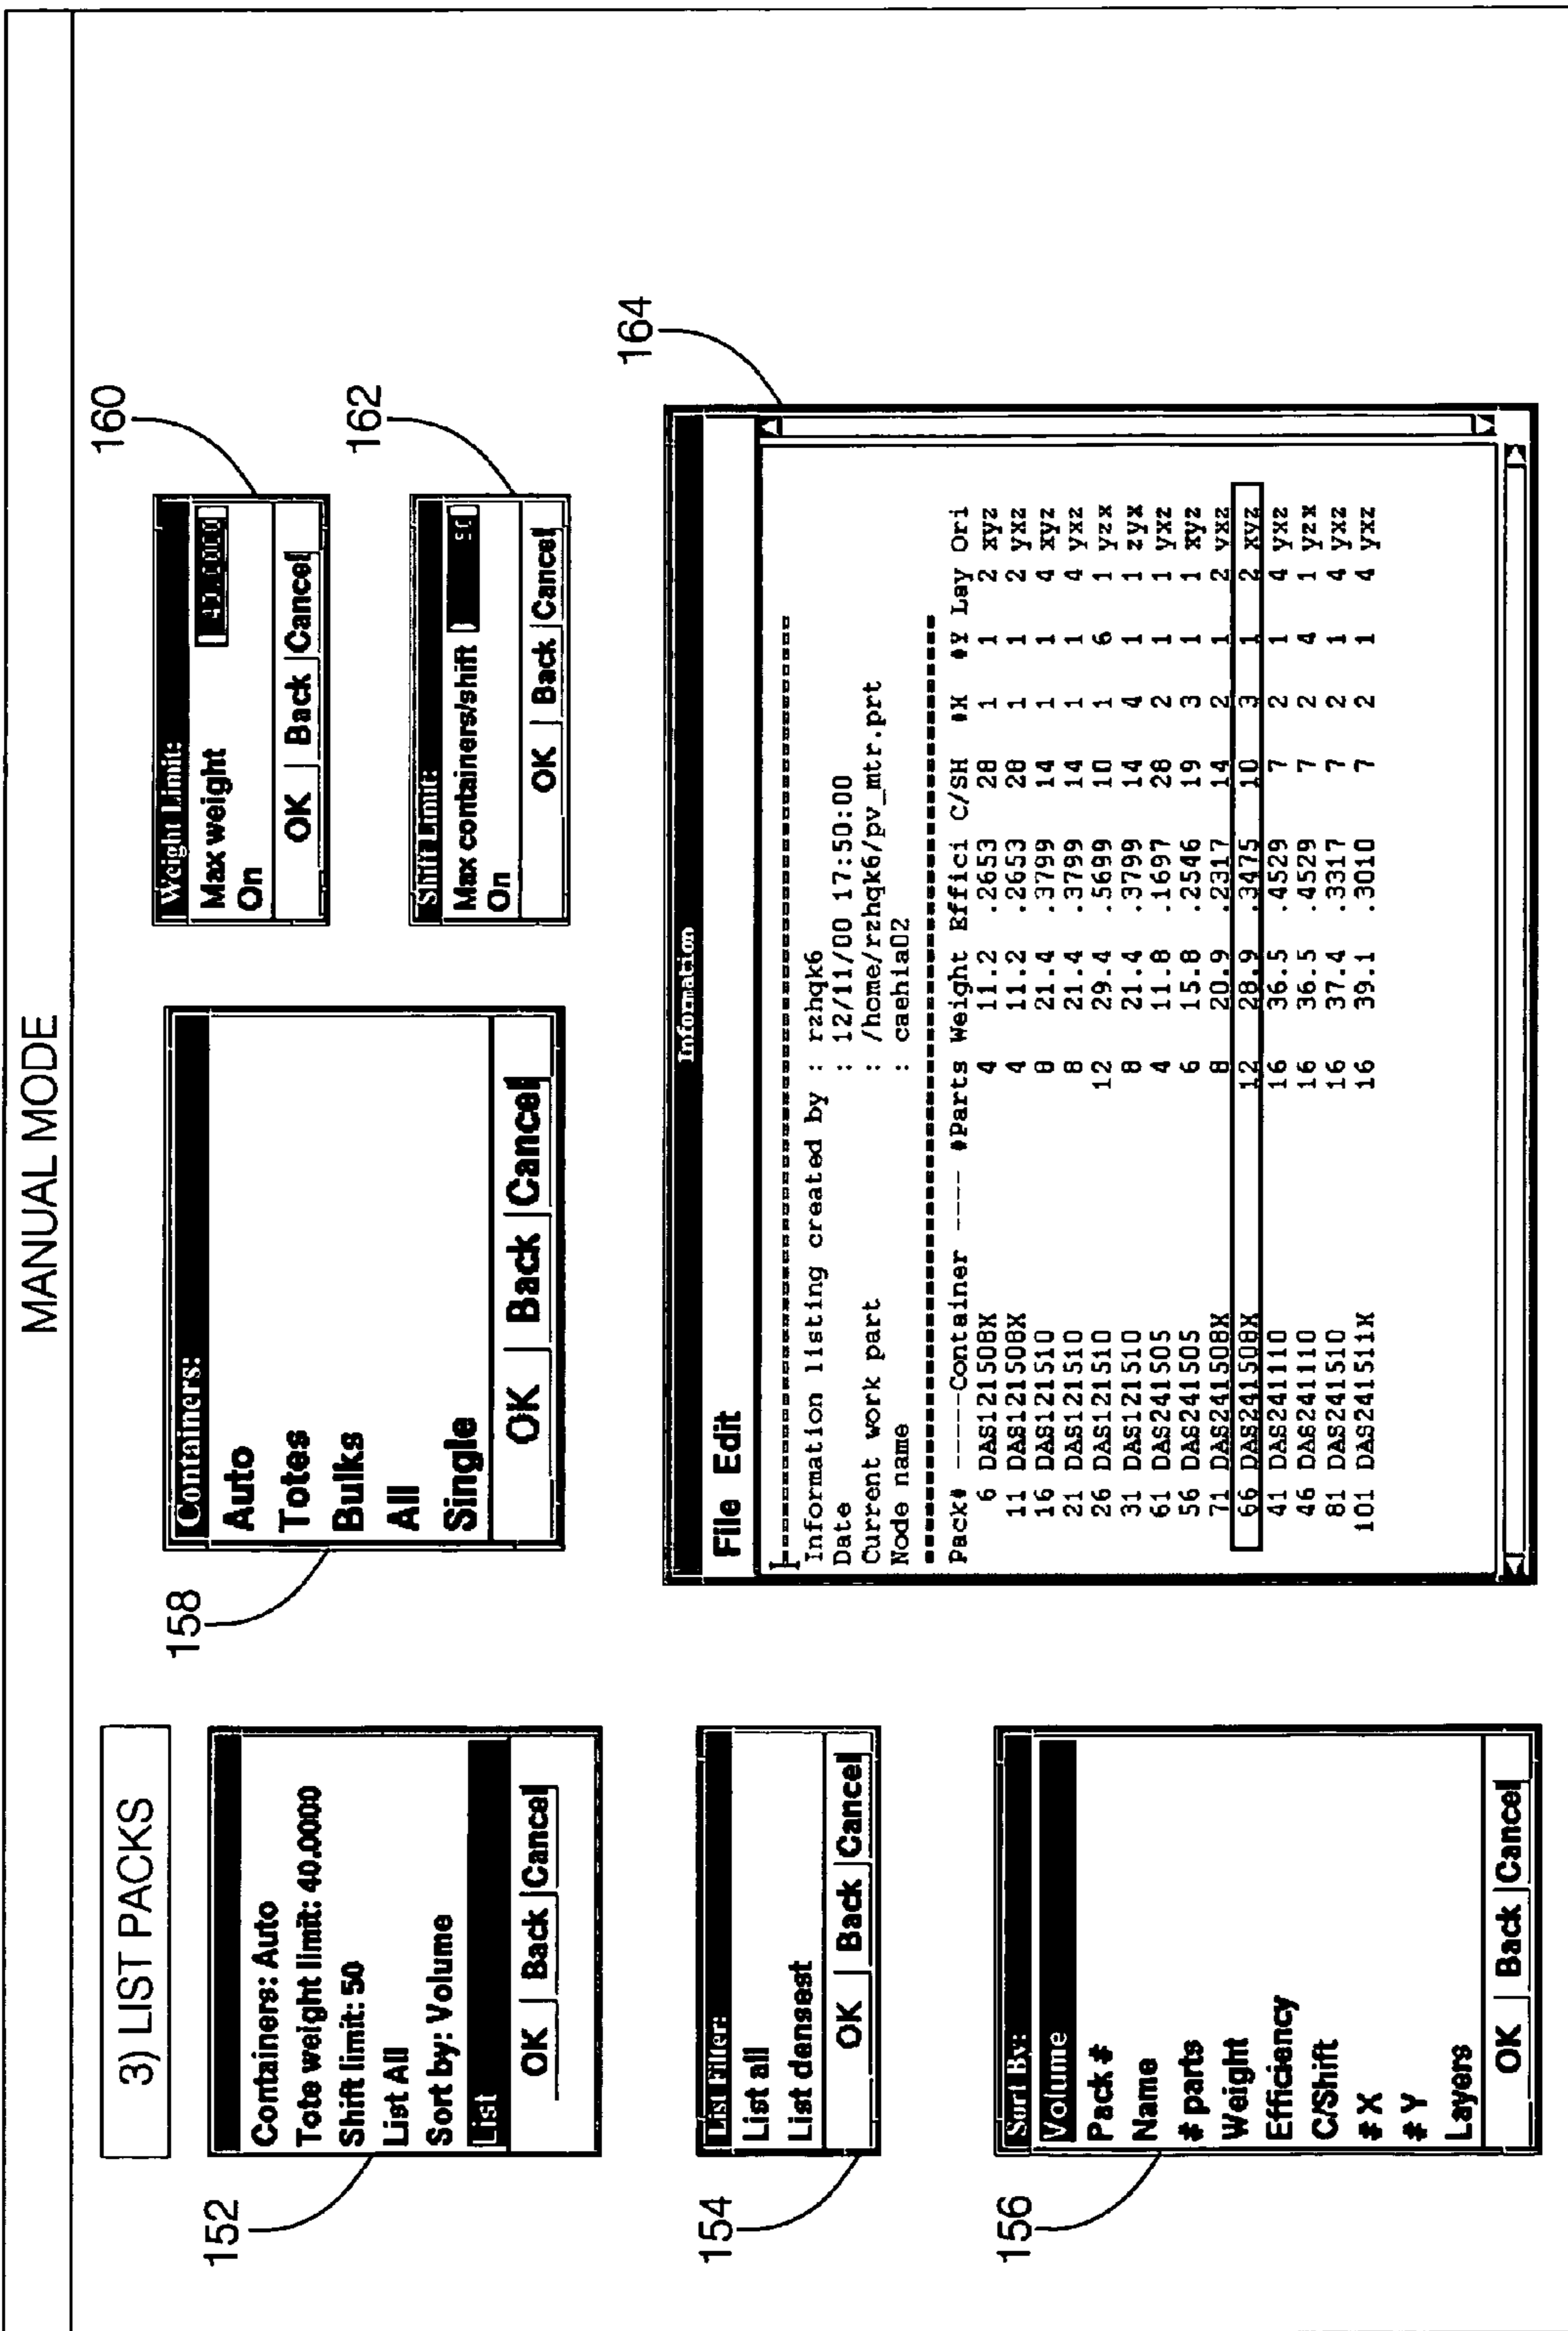 MANUAL MODE
3) LIST PACKS
152
Containers: Auto
Tote weight limit: 40.0000
Shift limit: 50
List All
Sort by: Volume
List
OK Back Cancel
154
List Filter:
List all
List densest
OK Back Cancel
156
Sort By:
Volume
Pack #
Name
# parts
Weight
Efficiency
C/Shift
# X
# Y
Layers
OK Back Cancel
158
Containers:
Auto
Totes
Bulks
All
Single
OK Back Cancel
160
Weight Limit:
Max weight 40.0000
On
OK Back Cancel
162
Shift Limit:
Max containers/shift 50
On
OK Back Cancel
164
Information
File Edit
============================================================
Information listing created by : rzhqk6
Date : 12/11/00 17:50:00
Current work part : /home/rzhqk6/pv_mtr.prt
Node name : caehia02
============================================================
Pack# -----Container ---- #Parts Weight Effici C/SH #X #Y Lay Ori
6 DAS121508X 4 11.2 .2653 28 1 1 2 xyz
11 DAS121508X 4 11.2 .2653 28 1 1 2 yxz
16 DAS121510 8 21.4 .3799 14 1 1 4 xyz
21 DAS121510 8 21.4 .3799 14 1 1 4 yxz
26 DAS121510 12 29.4 .5699 10 1 6 1 yzx
31 DAS121510 8 21.4 .3799 14 4 1 1 zyx
61 DAS241505 4 11.8 .1697 28 2 1 1 yxz
56 DAS241505 6 15.8 .2546 19 3 1 1 xyz
71 DAS241508X 8 20.9 .2317 14 2 1 2 yxz
66 DAS241508X 12 28.9 .3475 10 3 1 2 xyz
41 DAS241110 16 36.5 .4529 7 2 1 4 yxz
46 DAS241110 16 36.5 .4529 7 2 4 1 yzx
81 DAS241510 16 37.4 .3317 7 2 1 4 yxz
101 DAS241511X 16 39.1 .3010 7 2 1 4 yxz